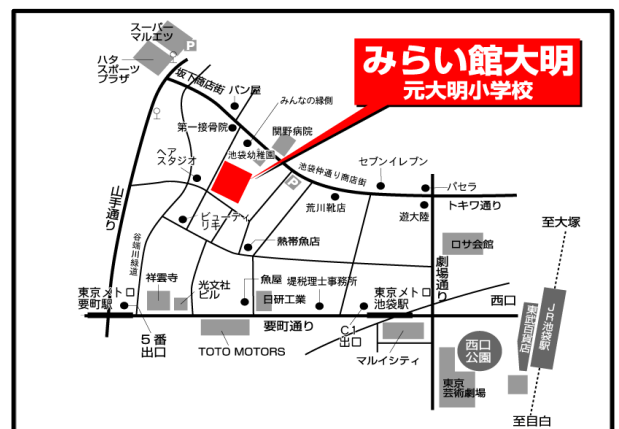 スーパー
マルエツ
P
ハタ
スポーツ
プラザ
みらい館大明
元大明小学校
坂下商店街
パン屋
みんなの縁側
第一接骨院
関野病院
池袋幼稚園
ヘア
スタジオ
P
池袋仲通り商店街
セブンイレブン
パセラ
トキワ通り
遊大陸
荒川靴店
山手通り
谷端川緑道
ビューティ
リキ
熱帯魚店
ロサ会館
劇場通り
至大塚
東京メトロ
要町駅
祥雲寺
光文社
ビル
魚屋
日研工業
堤税理士事務所
東京メトロ
池袋駅
西口
5番
出口
要町通り
C1
出口
TOTO MOTORS
マルイシティ
西口
公園
東京
芸術劇場
東武百貨店
JR池袋駅
至目白